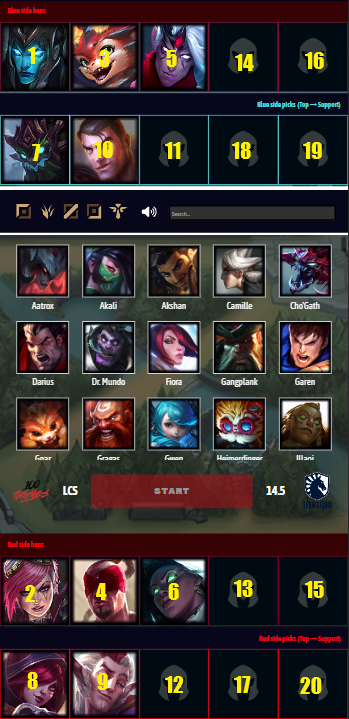 Blue side bans
1 3 5 14 16
Blue side picks (Top → Support)
7 10 11 18 19
Search...
Aatrox Akali Akshan Camille Cho'Gath
Darius Dr. Mundo Fiora Gangplank Garen
Gnar Gragas Gwen Heimerdinger Illaoi
100 THIEVES LCS START 14.5
Red side bans
2 4 6 13 15
Red side picks (Top → Support)
8 9 12 17 20